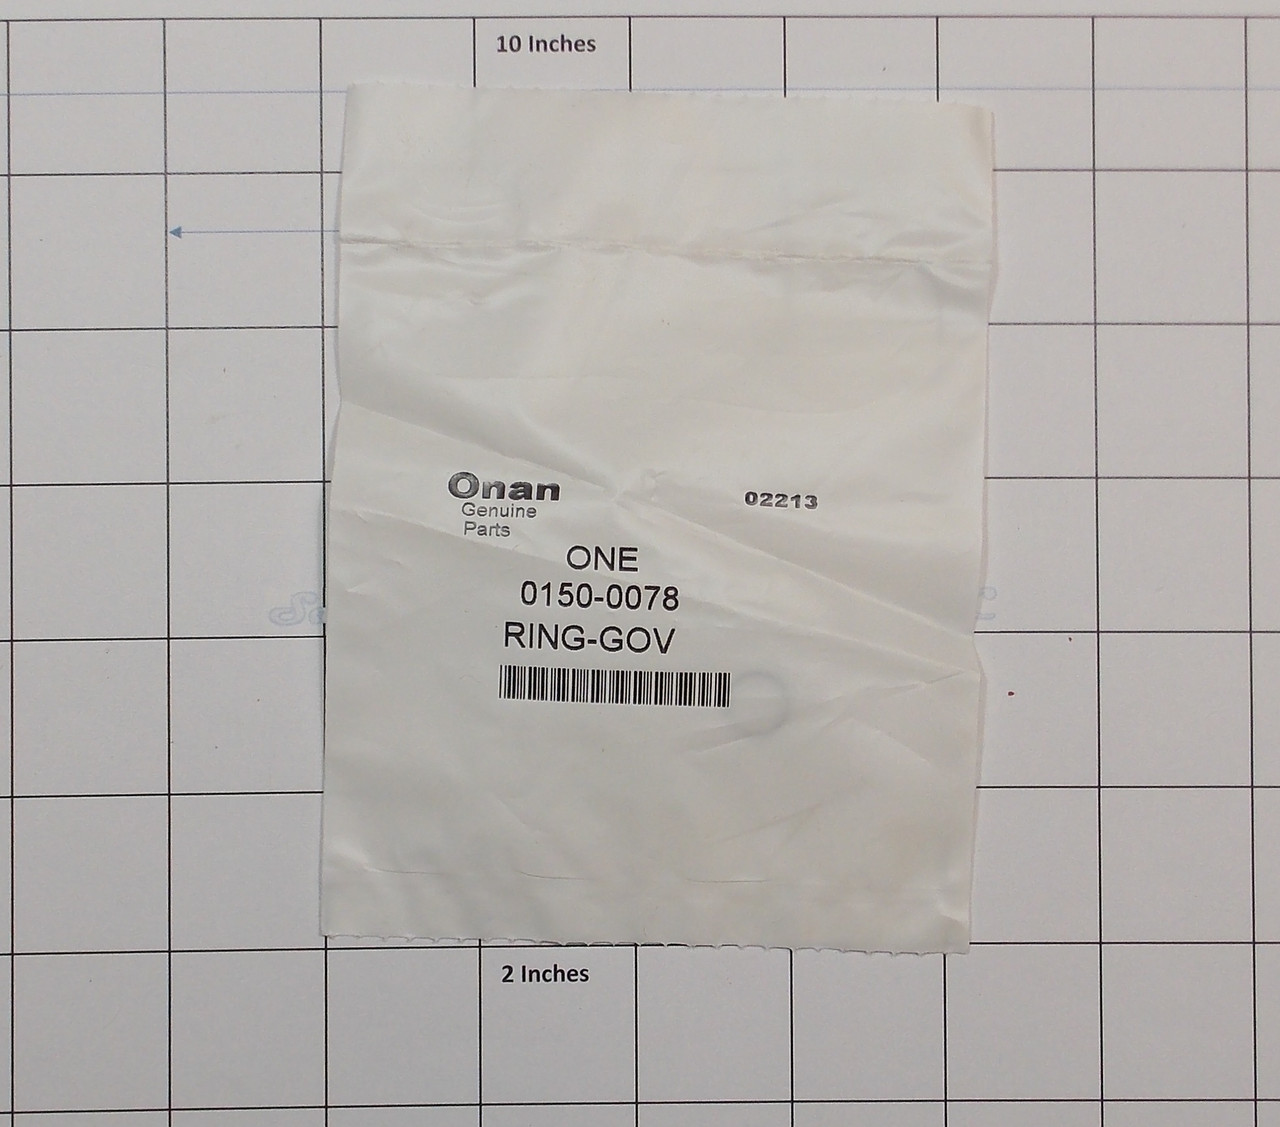 10 Inches
Onan
Genuine
Parts
02213
ONE
0150-0078
RING-GOV
2 Inches